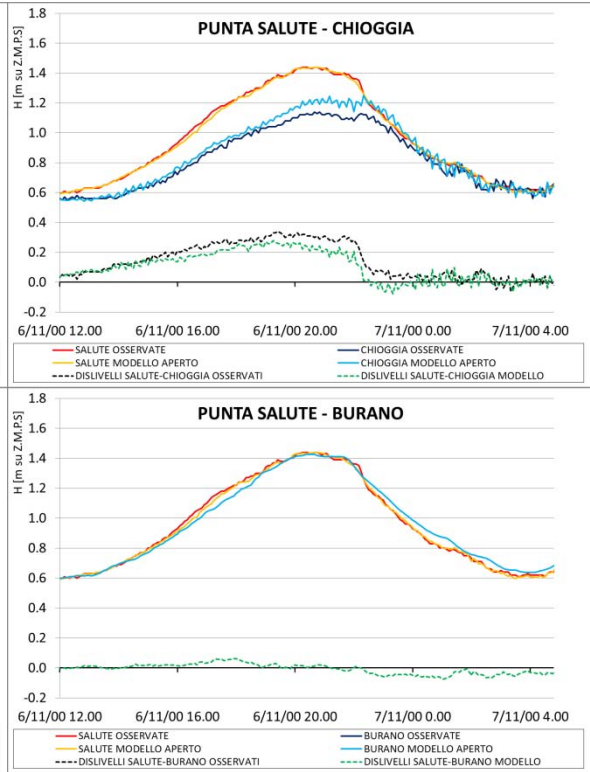 PUNTA SALUTE - CHIOGGIA
H [m su Z.M.P.S]
1.8
1.6
1.4
1.2
1.0
0.8
0.6
0.4
0.2
0.0
-0.2
6/11/00 12.00 6/11/00 16.00 6/11/00 20.00 7/11/00 0.00 7/11/00 4.00
SALUTE OSSERVATE CHIOGGIA OSSERVATE
SALUTE MODELLO APERTO CHIOGGIA MODELLO APERTO
DISLIVELLI SALUTE-CHIOGGIA OSSERVATI DISLIVELLI SALUTE-CHIOGGIA MODELLO
PUNTA SALUTE - BURANO
H [m su Z.M.P.S]
1.8
1.6
1.4
1.2
1.0
0.8
0.6
0.4
0.2
0.0
-0.2
6/11/00 12.00 6/11/00 16.00 6/11/00 20.00 7/11/00 0.00 7/11/00 4.00
SALUTE OSSERVATE BURANO OSSERVATE
SALUTE MODELLO APERTO BURANO MODELLO APERTO
DISLIVELLI SALUTE-BURANO OSSERVATI DISLIVELLI SALUTE-BURANO MODELLO